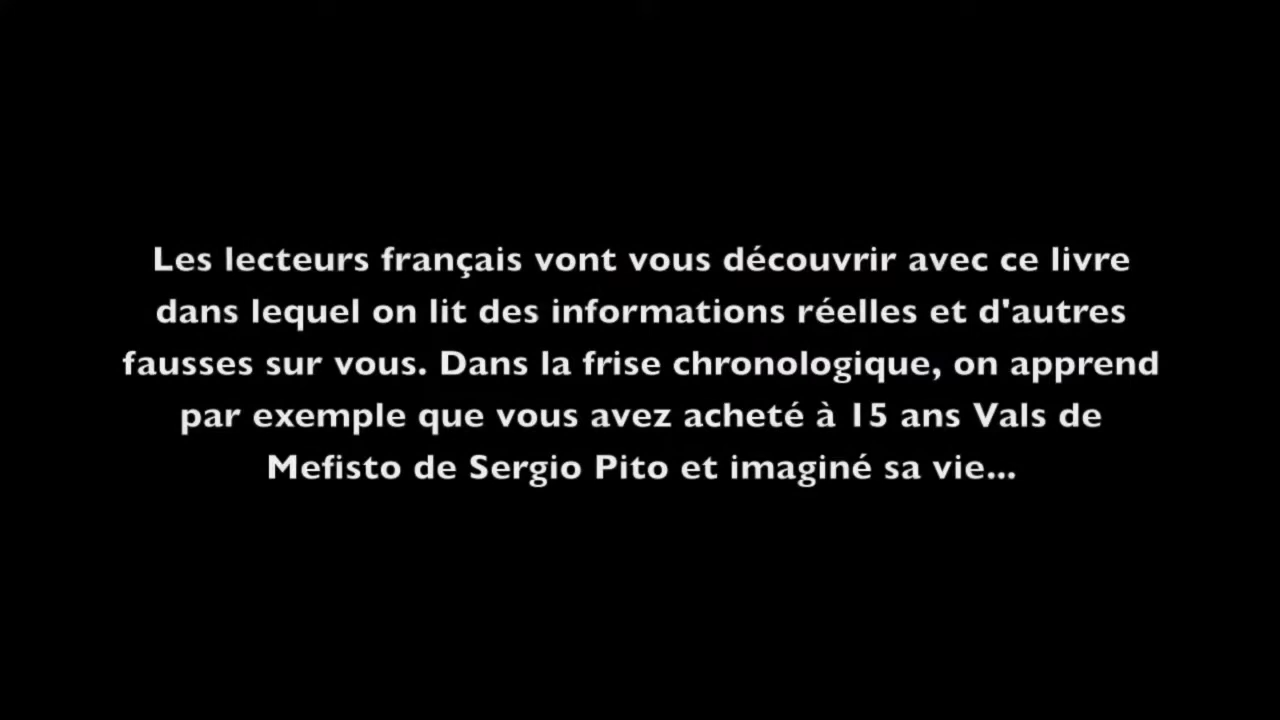 Les lecteurs français vont vous découvrir avec ce livre
dans lequel on lit des informations réelles et d'autres
fausses sur vous. Dans la frise chronologique, on apprend
par exemple que vous avez acheté à 15 ans Vals de
Mefisto de Sergio Pito et imaginé sa vie...